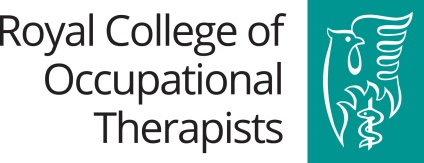 Royal College of
Occupational
Therapists